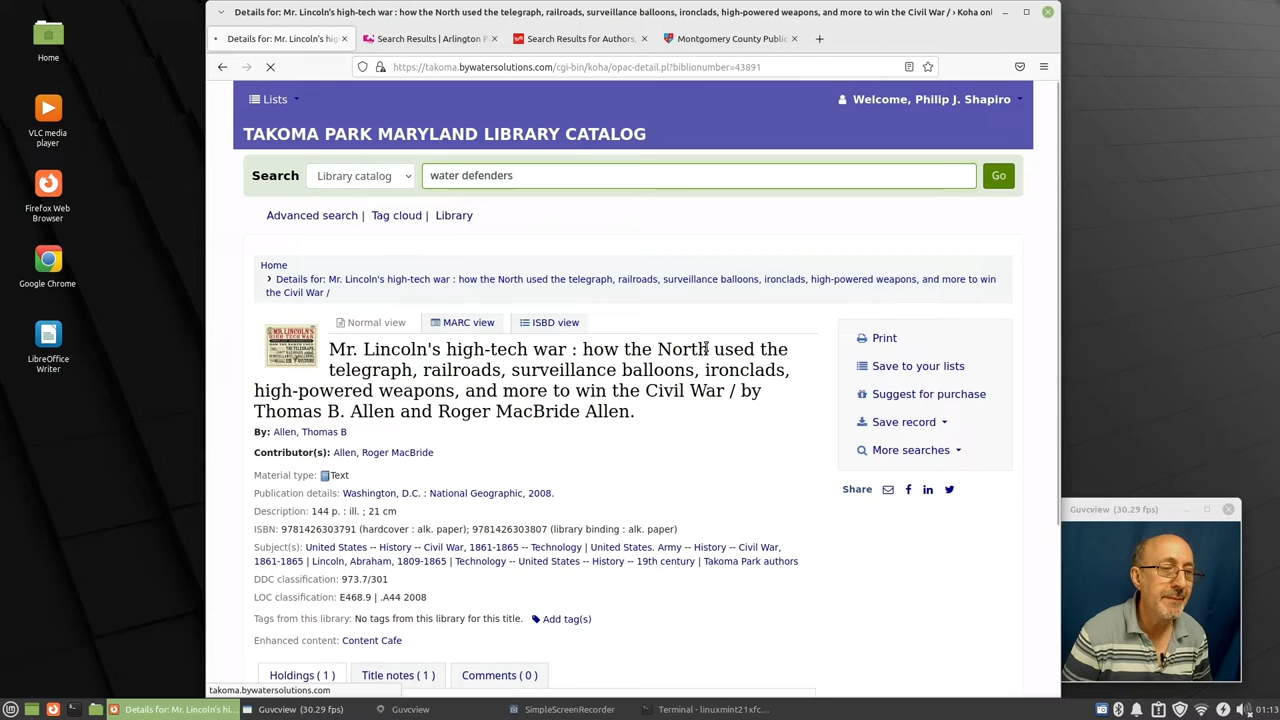 Details for: Mr. Lincoln's high-tech war : how the North used the telegraph, railroads, surveillance balloons, ironclads, high-powered weapons, and more to win the Civil War / › Koha onl
Details for: Mr. Lincoln's hi
Search Results | Arlington P
Search Results for Authors,
Montgomery County Public
https://takoma.bywatersolutions.com/cgi-bin/koha/opac-detail.pl?biblionumber=43891
Lists
Welcome, Philip J. Shapiro
TAKOMA PARK MARYLAND LIBRARY CATALOG
Search
Library catalog
water defenders
Go
Advanced search |
Tag cloud |
Library
Home
Details for: Mr. Lincoln's high-tech war : how the North used the telegraph, railroads, surveillance balloons, ironclads, high-powered weapons, and more to win
the Civil War /
Normal view
MARC view
ISBD view
MR. LINCOLN'S
HIGH-TECH WAR
Mr. Lincoln's high-tech war : how the North used the
telegraph, railroads, surveillance balloons, ironclads,
high-powered weapons, and more to win the Civil War / by
Thomas B. Allen and Roger MacBride Allen.
By: Allen, Thomas B
Contributor(s): Allen, Roger MacBride
Material type: Text
Publication details: Washington, D.C. : National Geographic, 2008.
Description: 144 p. : ill. ; 21 cm
ISBN: 9781426303791 (hardcover : alk. paper); 9781426303807 (library binding : alk. paper)
Subject(s): United States -- History -- Civil War, 1861-1865 -- Technology | United States. Army -- History -- Civil War,
1861-1865 | Lincoln, Abraham, 1809-1865 | Technology -- United States -- History -- 19th century | Takoma Park authors
DDC classification: 973.7/301
LOC classification: E468.9 | .A44 2008
Tags from this library: No tags from this library for this title.
Add tag(s)
Enhanced content: Content Cafe
Holdings ( 1 )
Title notes ( 1 )
Comments ( 0 )
takoma.bywatersolutions.com
Print
Save to your lists
Suggest for purchase
Save record
More searches
Share
Home
VLC media
player
Firefox Web
Browser
Google Chrome
LibreOffice
Writer
Guvcview (30.29 fps)
Details for: Mr. Lincoln's hi...
Guvcview (30.29 fps)
Guvcview
SimpleScreenRecorder
Terminal - linuxmint21xfc...
01:13